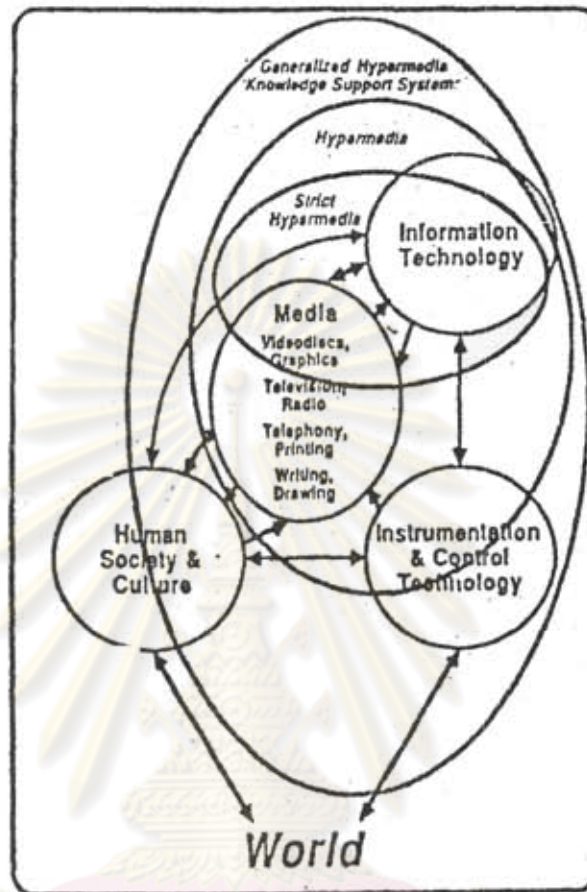 Generalized Hypermedia
"Knowledge Support System"
Hypermedia
Strict
Hypermedia
Information
Technology
Media
Videodiscs,
Graphics
Television,
Radio
Telephony,
Printing
Writing,
Drawing
Human
Society &
Culture
Instrumentation
& Control
Technology
World